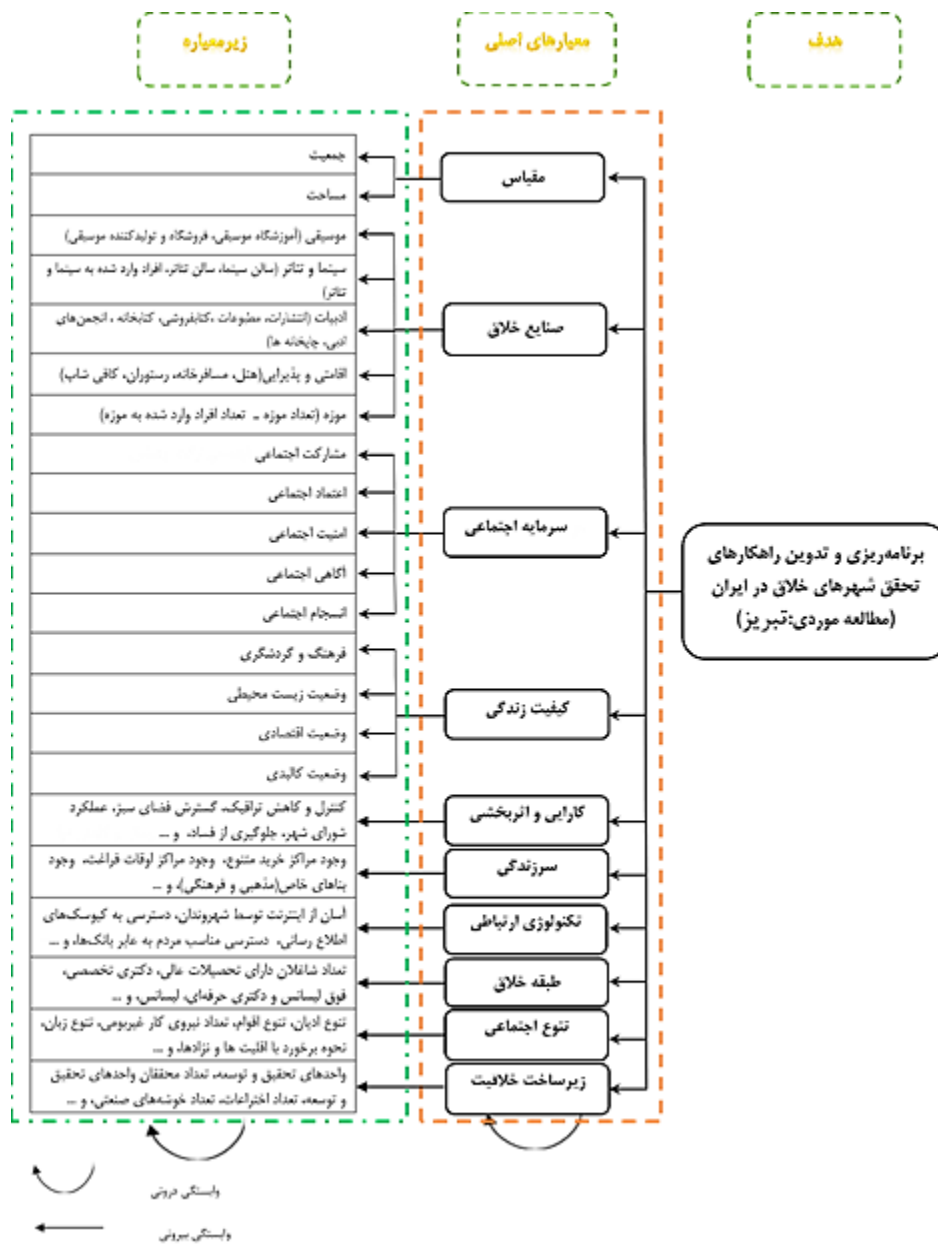 هدف
معیارهای اصلی
زیرمعیاره
برنامه‌ریزی و تدوین راهکارهای
تحقق شهرهای خلاق در ایران
(مطالعه موردی:تبریز)
مقیاس
جمعیت
مساحت
صنایع خلاق
موسیقی (آموزشگاه موسیقی، فروشگاه و تولیدکننده موسیقی)
سینما و تئاتر (سالن سینما، سالن تئاتر، افراد وارد شده به سینما و
تئاتر)
ادبیات (انتشارات، مطبوعات ،کتابفروشی، کتابخانه ، انجمن‌های
ادبی، چاپخانه ها)
اقامتی و پذیرایی(هتل، مسافرخانه، رستوران، کافی شاپ)
موزه (تعداد موزه – تعداد افراد وارد شده به موزه)
سرمایه اجتماعی
مشارکت اجتماعی
اعتماد اجتماعی
امنیت اجتماعی
آگاهی اجتماعی
انسجام اجتماعی
کیفیت زندگی
فرهنگ و گردشگری
وضعیت زیست محیطی
وضعیت اقتصادی
وضعیت کالبدی
کارایی و اثربخشی
کنترل و کاهش ترافیک، گسترش فضای سبز، عملکرد
شورای شهر، جلوگیری از فساد، و ...
سرزندگی
وجود مراکز خرید متنوع، وجود مراکز اوقات فراغت، وجود
بناهای خاص(مذهبی و فرهنگی)، و ...
تکنولوژی ارتباطی
آسان از اینترنت توسط شهروندان، دسترسی به کیوسک‌های
اطلاع رسانی، دسترسی مناسب مردم به عابر بانک‌ها، و ...
طبقه خلاق
تعداد شاغلان دارای تحصیلات عالی، دکتری تخصصی،
فوق لیسانس و دکتری حرفه‌ای، لیسانس، و ...
تنوع اجتماعی
تنوع ادیان، تنوع اقوام، تعداد نیروی کار غیربومی، تنوع زبان،
نحوه برخورد با اقلیت ها و نژادها، و ...
زیرساخت خلاقیت
واحدهای تحقیق و توسعه، تعداد محققان واحدهای تحقیق
و توسعه، تعداد اختراعات، تعداد خوشه‌های صنعتی، و ...
وابستگی درونی
وابستگی بیرونی